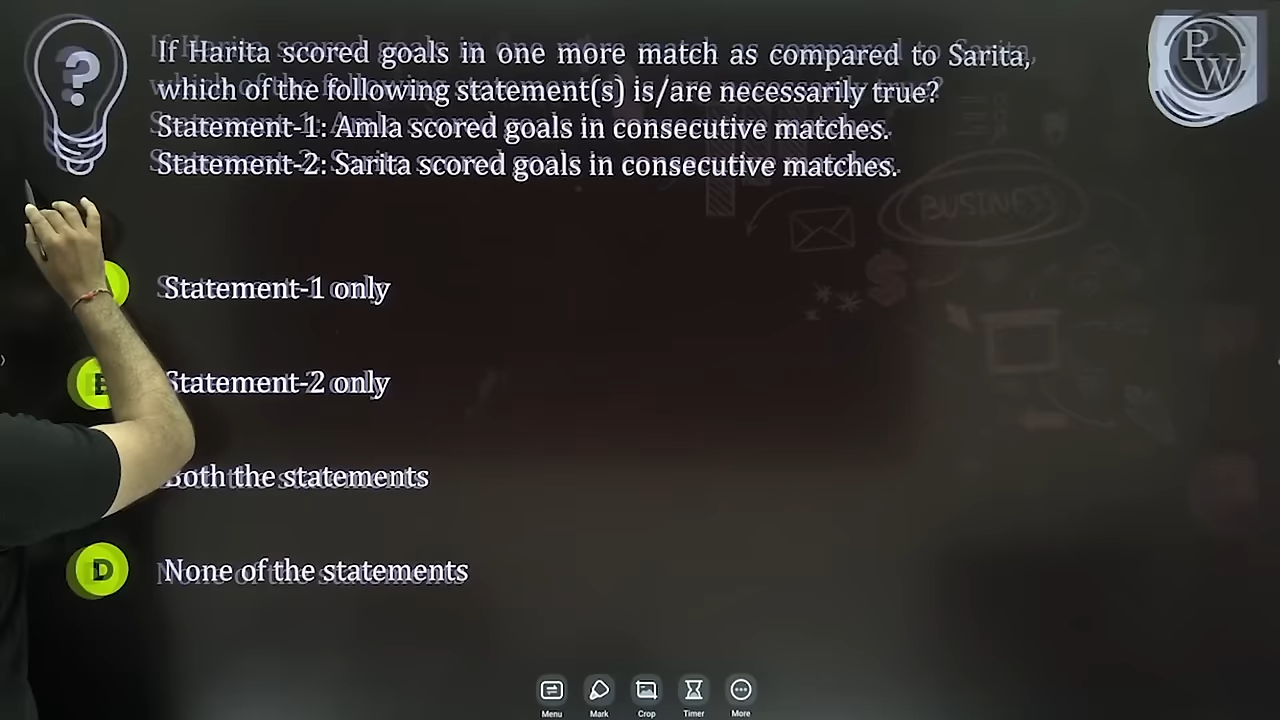 If Harita scored goals in one more match as compared to Sarita,
which of the following statement(s) is/are necessarily true?
Statement-1: Amla scored goals in consecutive matches.
Statement-2: Sarita scored goals in consecutive matches.
PW
BUSINESS
Statement-1 only
Statement-2 only
Both the statements
D None of the statements
Menu Mark Crop Timer More